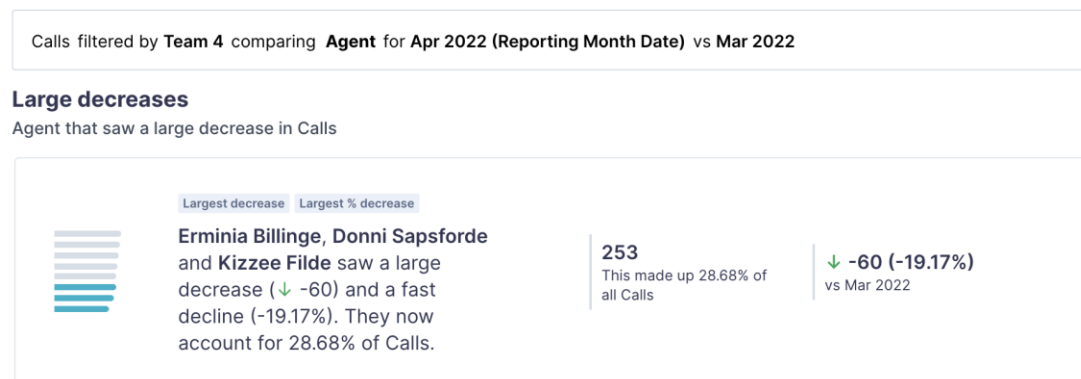 Calls filtered by Team 4 comparing Agent for Apr 2022 (Reporting Month Date) vs Mar 2022
Large decreases
Agent that saw a large decrease in Calls
Largest decrease Largest % decrease
Erminia Billinge, Donni Sapsforde
and Kizzee Filde saw a large
decrease (↓ -60) and a fast
decline (-19.17%). They now
account for 28.68% of Calls.
253
This made up 28.68% of
all Calls
↓ -60 (-19.17%)
vs Mar 2022